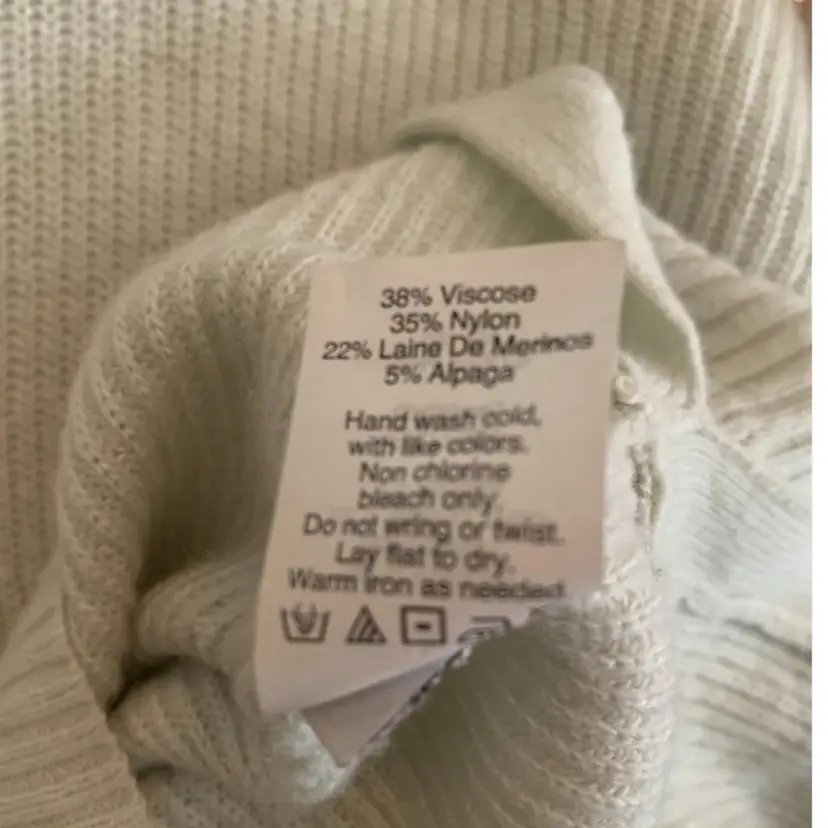 38% Viscose
35% Nylon
22% Laine De Merinos
5% Alpaga
Hand wash cold,
with like colors.
Non chlorine
bleach only.
Do not wring or twist.
Lay flat to dry.
Warm iron as needed